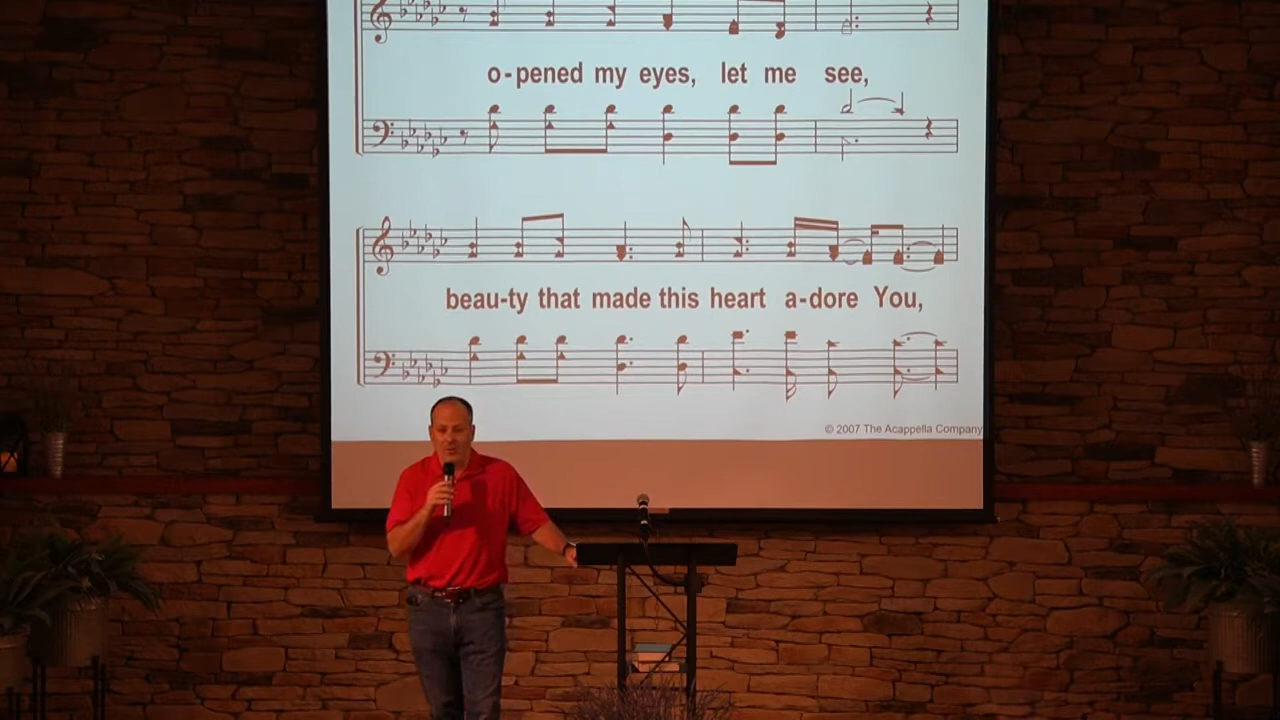 o-pened my eyes, let me see,
beau-ty that made this heart a-dore You,
© 2007 The Acappella Company